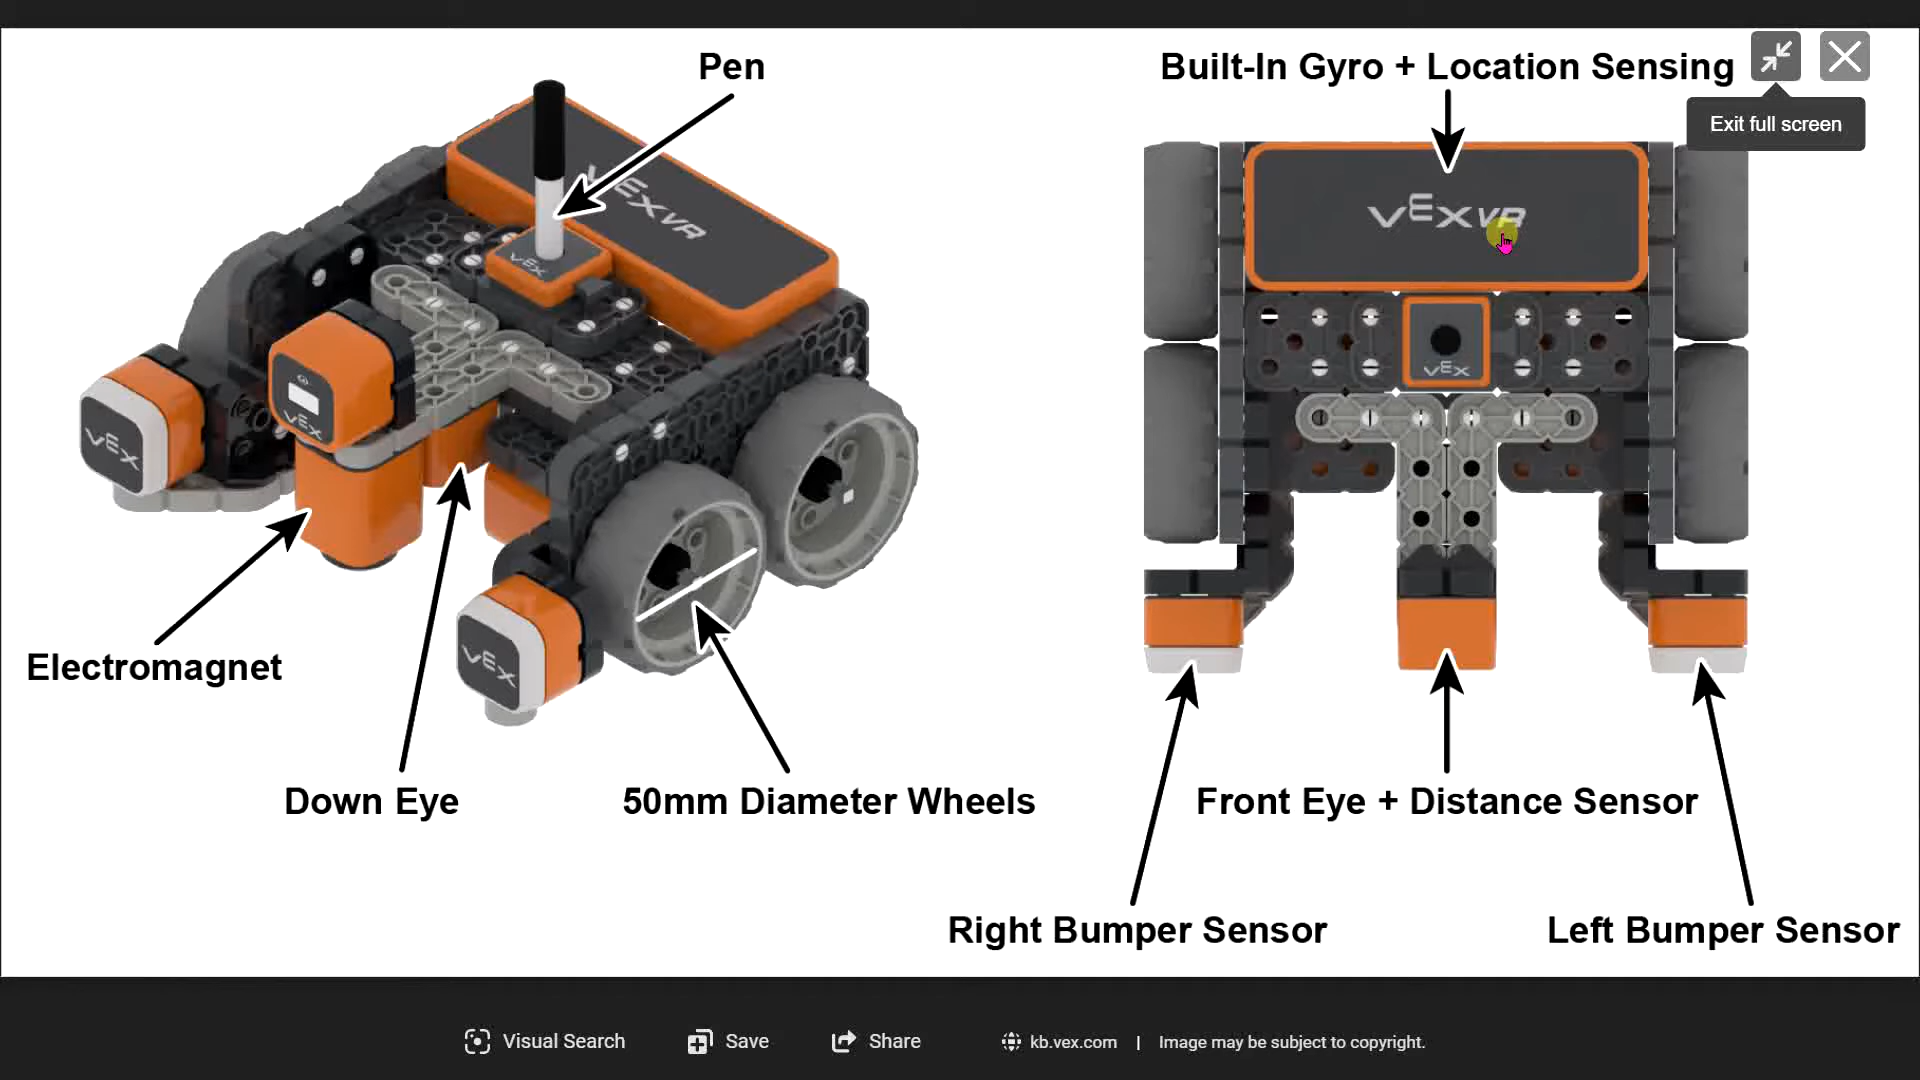 Pen
Built-In Gyro + Location Sensing
Exit full screen
VEX VR
VEX VR
VEX
VEX
VEX
VEX
VEX
Electromagnet
Down Eye
50mm Diameter Wheels
Front Eye + Distance Sensor
Right Bumper Sensor
Left Bumper Sensor
Visual Search
Save
Share
kb.vex.com | Image may be subject to copyright.